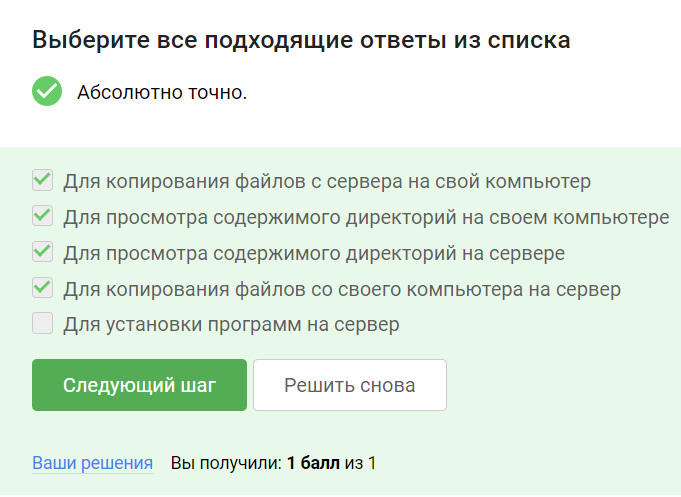 Выберите все подходящие ответы из списка
Абсолютно точно.
Для копирования файлов с сервера на свой компьютер
Для просмотра содержимого директорий на своем компьютере
Для просмотра содержимого директорий на сервере
Для копирования файлов со своего компьютера на сервер
Для установки программ на сервер
Следующий шаг
Решить снова
Ваши решения Вы получили: 1 балл из 1